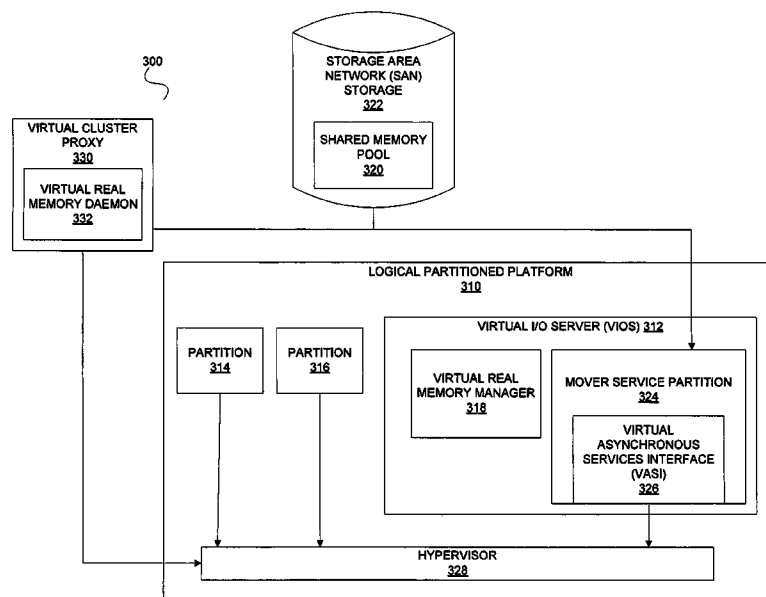 300
STORAGE AREA
NETWORK (SAN)
STORAGE
322
SHARED MEMORY
POOL
320
VIRTUAL CLUSTER
PROXY
330
VIRTUAL REAL
MEMORY DAEMON
332
LOGICAL PARTITIONED PLATFORM
310
PARTITION
314
PARTITION
316
VIRTUAL I/O SERVER (VIOS) 312
VIRTUAL REAL
MEMORY MANAGER
318
MOVER SERVICE PARTITION
324
VIRTUAL
ASYNCHRONOUS
SERVICES INTERFACE
(VASI)
326
HYPERVISOR
328